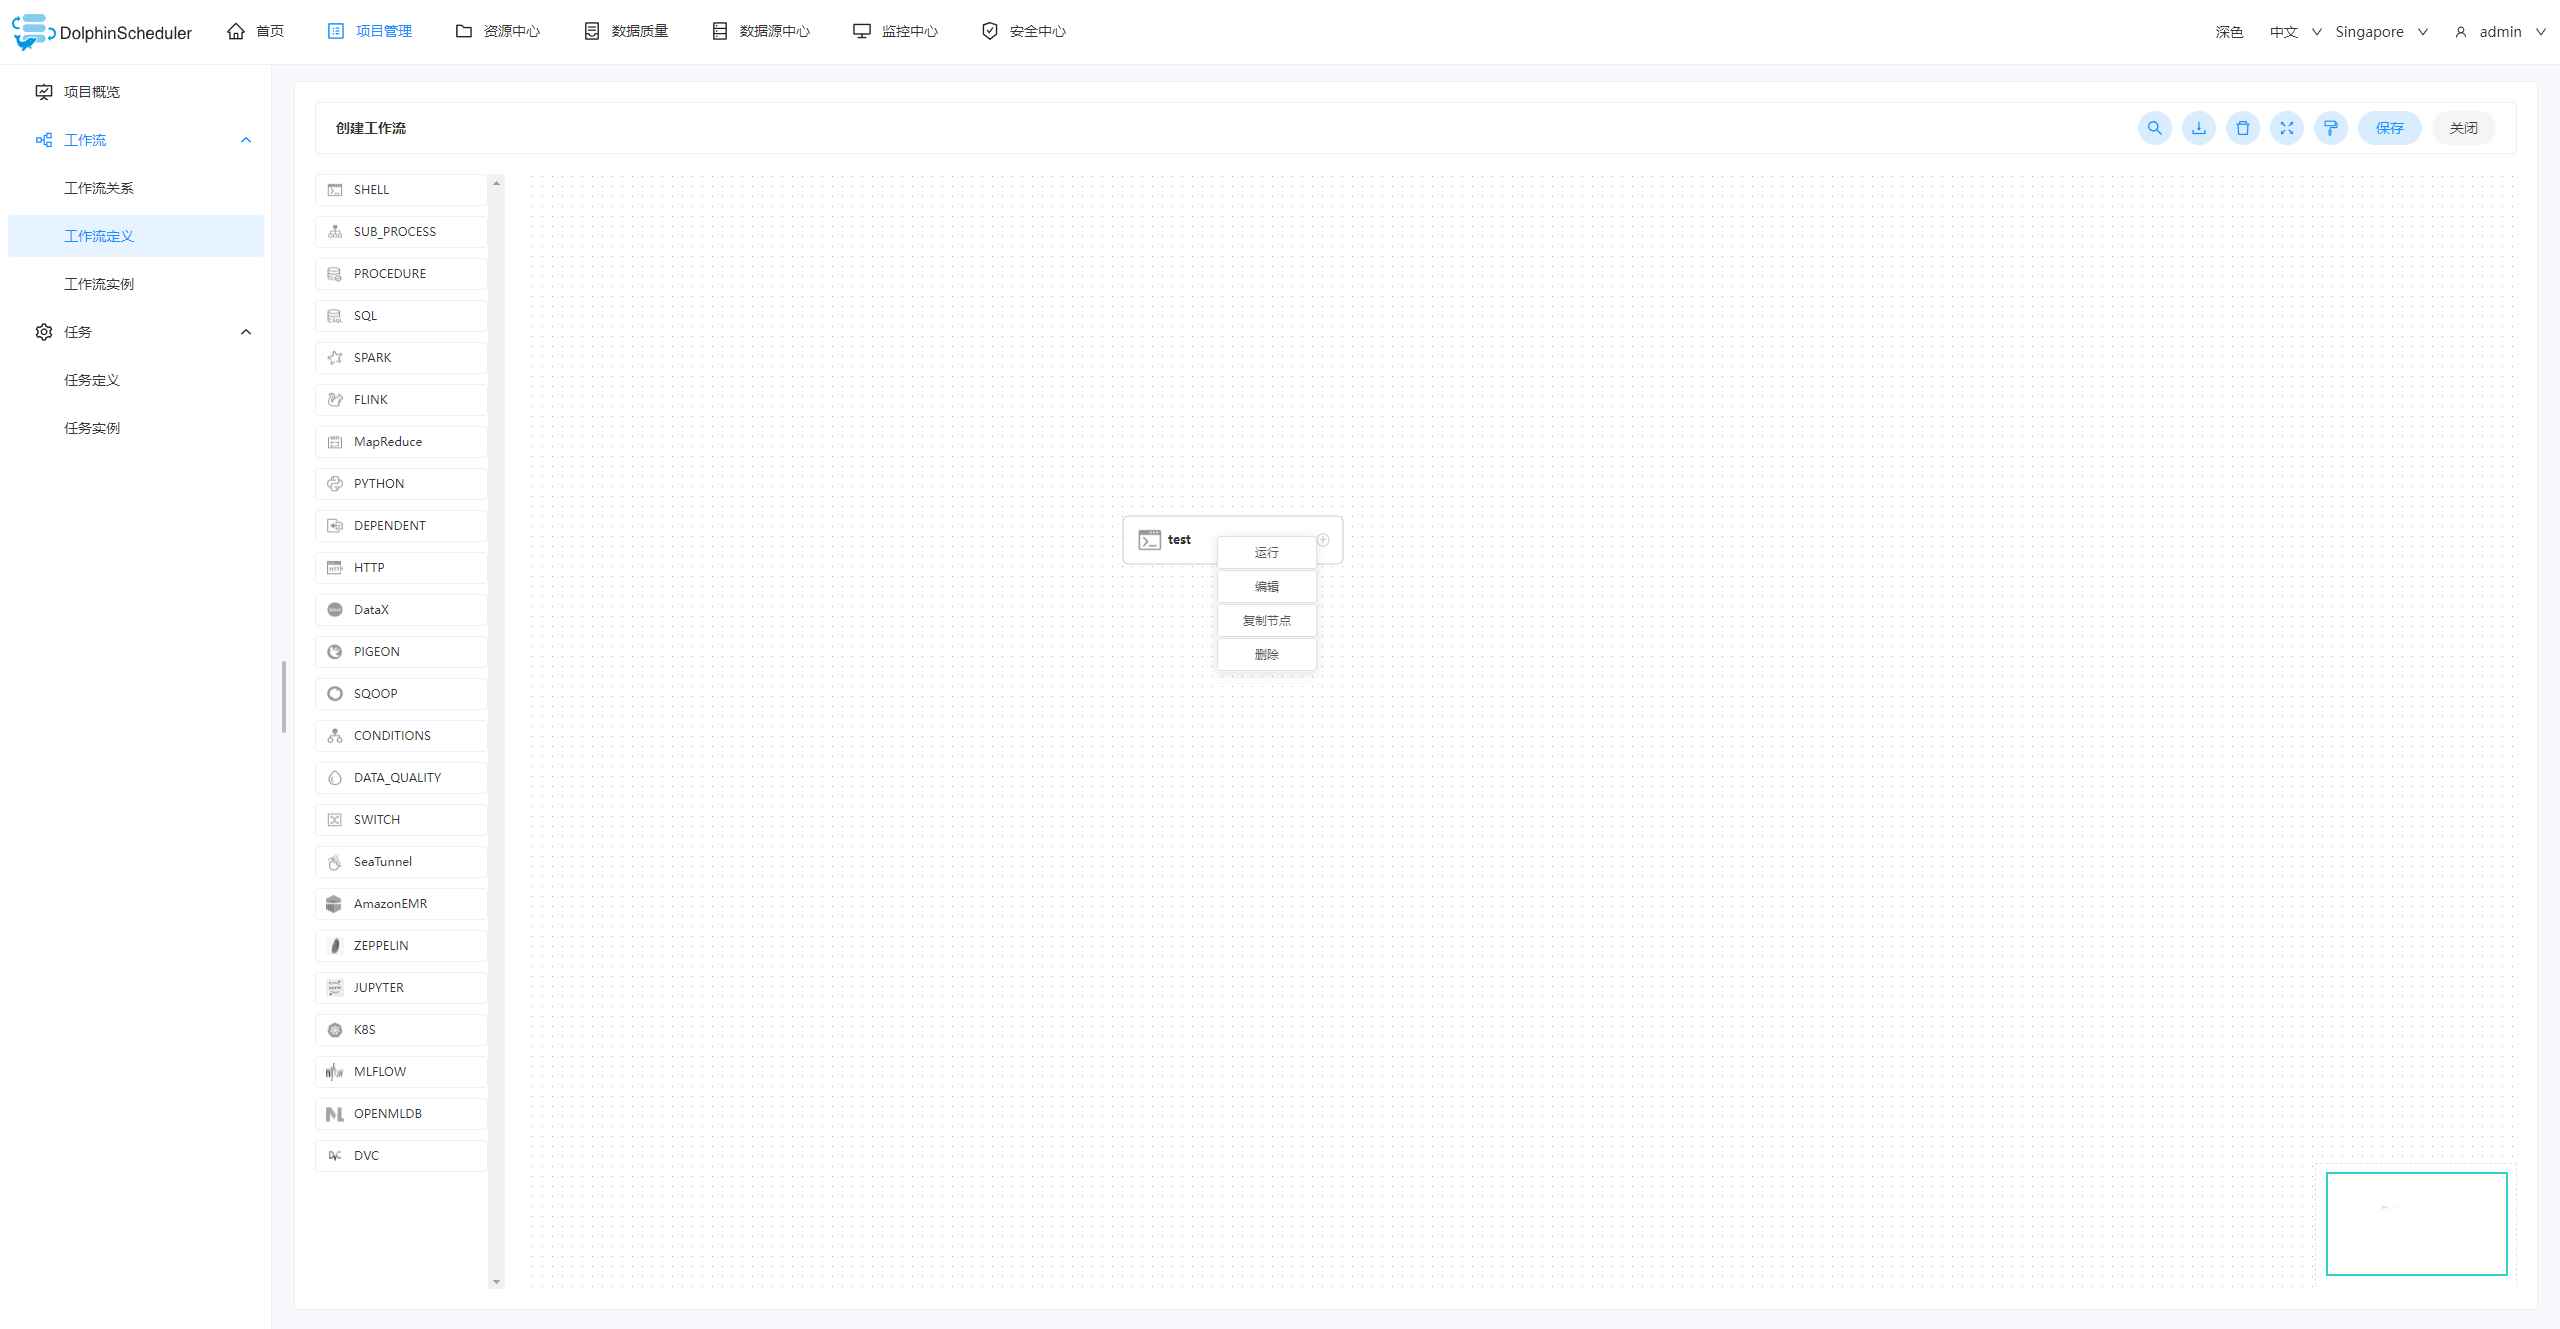 DolphinScheduler
首页
项目管理
资源中心
数据质量
数据源中心
监控中心
安全中心
深色
中文
Singapore
admin
项目概览
工作流
工作流关系
工作流定义
工作流实例
任务
任务定义
任务实例
创建工作流
保存
关闭
SHELL
SUB_PROCESS
PROCEDURE
SQL
SPARK
FLINK
MapReduce
PYTHON
DEPENDENT
HTTP
DataX
PIGEON
SQOOP
CONDITIONS
DATA_QUALITY
SWITCH
SeaTunnel
AmazonEMR
ZEPPELIN
JUPYTER
K8S
MLFLOW
OPENMLDB
DVC
test
运行
编辑
复制节点
删除